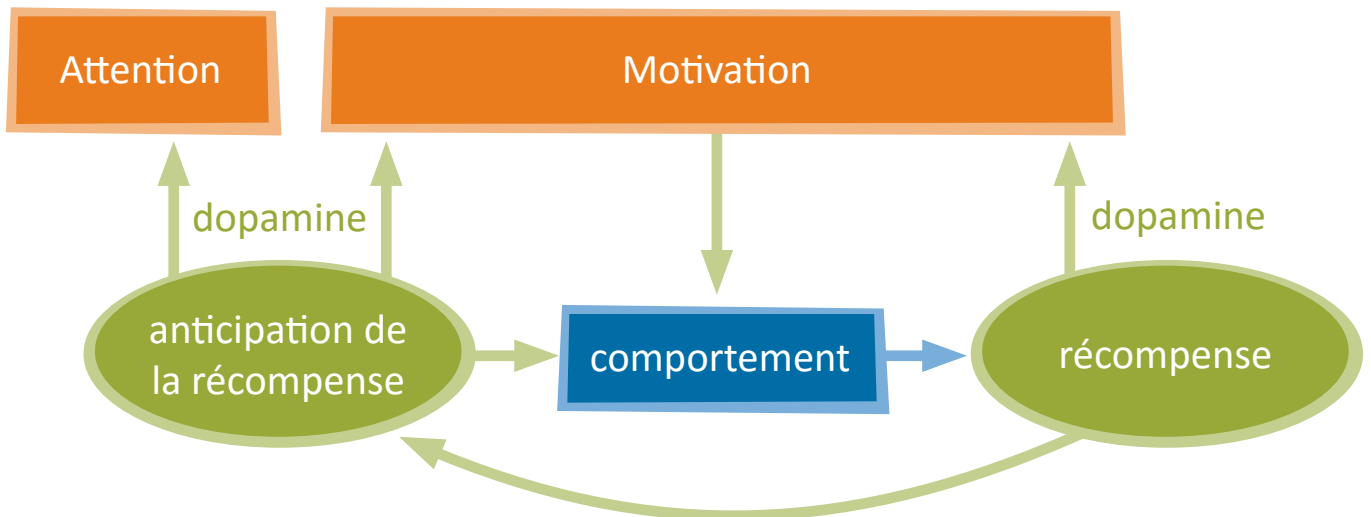 Attention
Motivation
dopamine
dopamine
anticipation de
la récompense
comportement
récompense